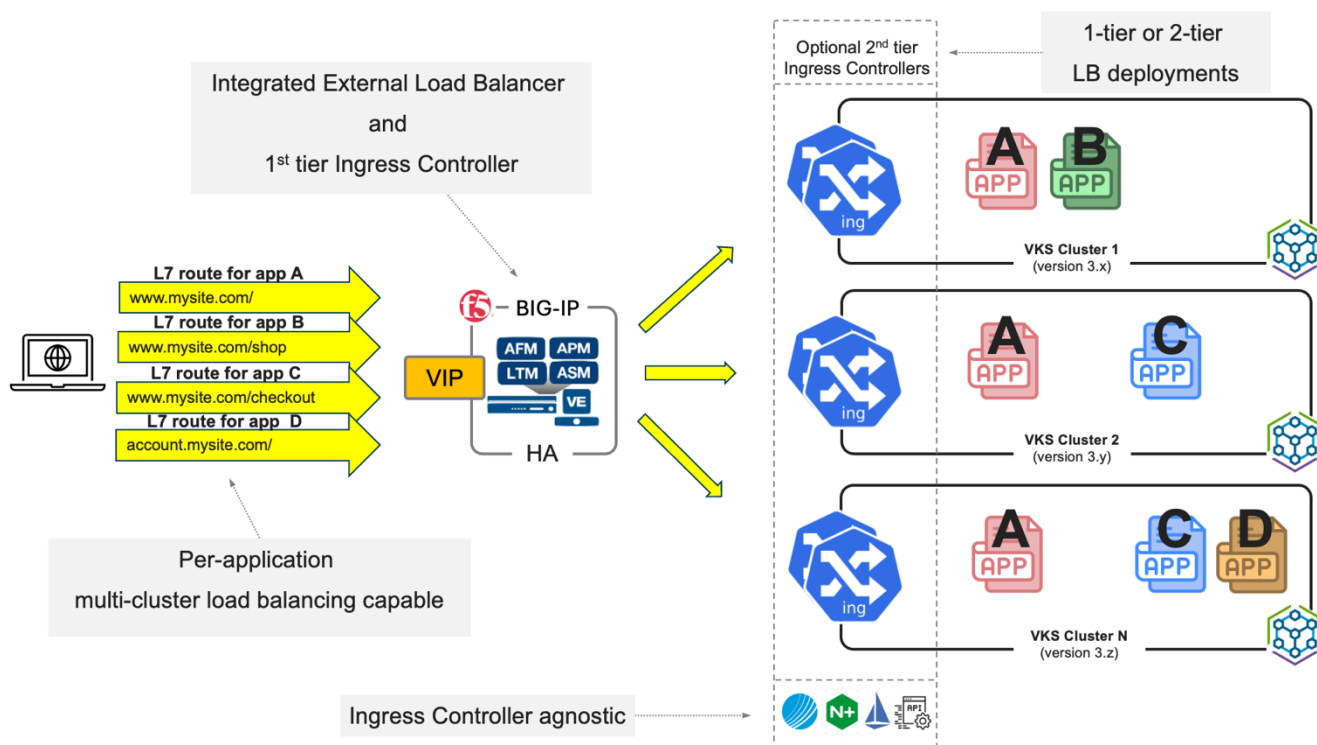 Integrated External Load Balancer
and
1st tier Ingress Controller
Optional 2nd tier
Ingress Controllers
1-tier or 2-tier
LB deployments
L7 route for app A
www.mysite.com/
L7 route for app B
www.mysite.com/shop
L7 route for app C
www.mysite.com/checkout
L7 route for app D
account.mysite.com/
f5
BIG-IP
AFM
APM
LTM
ASM
VE
VIP
HA
ing
A
APP
B
APP
VKS Cluster 1
(version 3.x)
ing
A
APP
C
APP
VKS Cluster 2
(version 3.y)
ing
A
APP
C
APP
D
APP
VKS Cluster N
(version 3.z)
Per-application
multi-cluster load balancing capable
Ingress Controller agnostic
N+
API